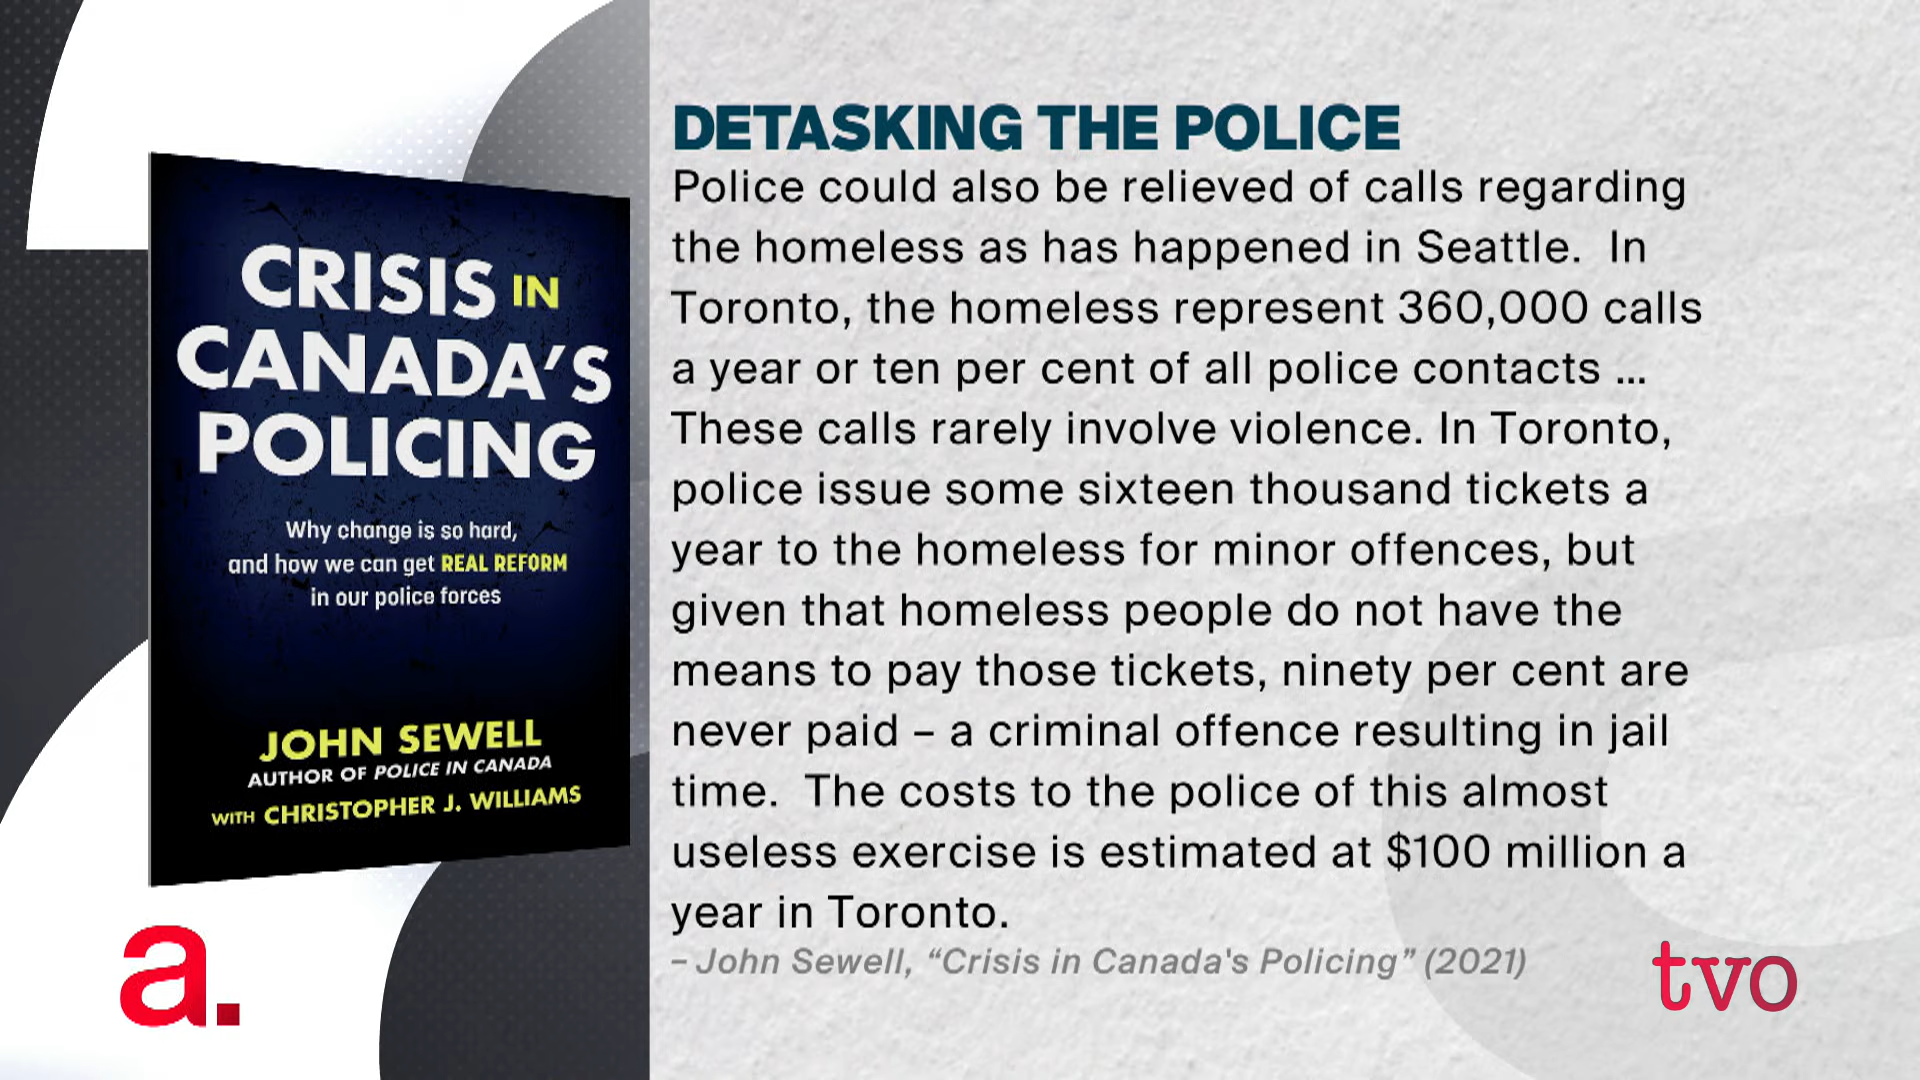 CRISIS IN
CANADA'S
POLICING
Why change is so hard,
and how we can get REAL REFORM
in our police forces
JOHN SEWELL
AUTHOR OF POLICE IN CANADA
WITH CHRISTOPHER J. WILLIAMS
a.
DETASKING THE POLICE
Police could also be relieved of calls regarding
the homeless as has happened in Seattle.  In
Toronto, the homeless represent 360,000 calls
a year or ten per cent of all police contacts ...
These calls rarely involve violence. In Toronto,
police issue some sixteen thousand tickets a
year to the homeless for minor offences, but
given that homeless people do not have the
means to pay those tickets, ninety per cent are
never paid – a criminal offence resulting in jail
time.  The costs to the police of this almost
useless exercise is estimated at $100 million a
year in Toronto.
– John Sewell, “Crisis in Canada's Policing” (2021)
tvo